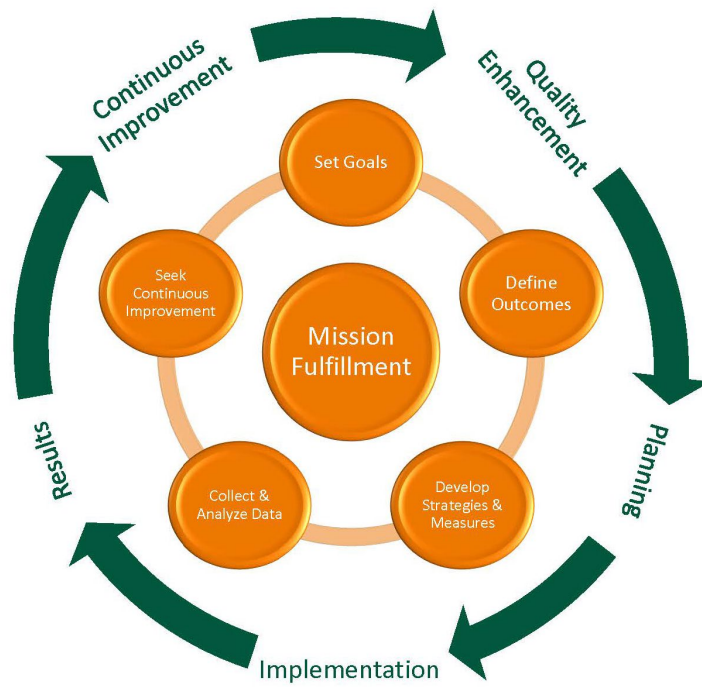 Continuous
Improvement
Quality
Enhancement
Planning
Implementation
Results
Set Goals
Define
Outcomes
Develop
Strategies &
Measures
Collect &
Analyze Data
Seek
Continuous
Improvement
Mission
Fulfillment